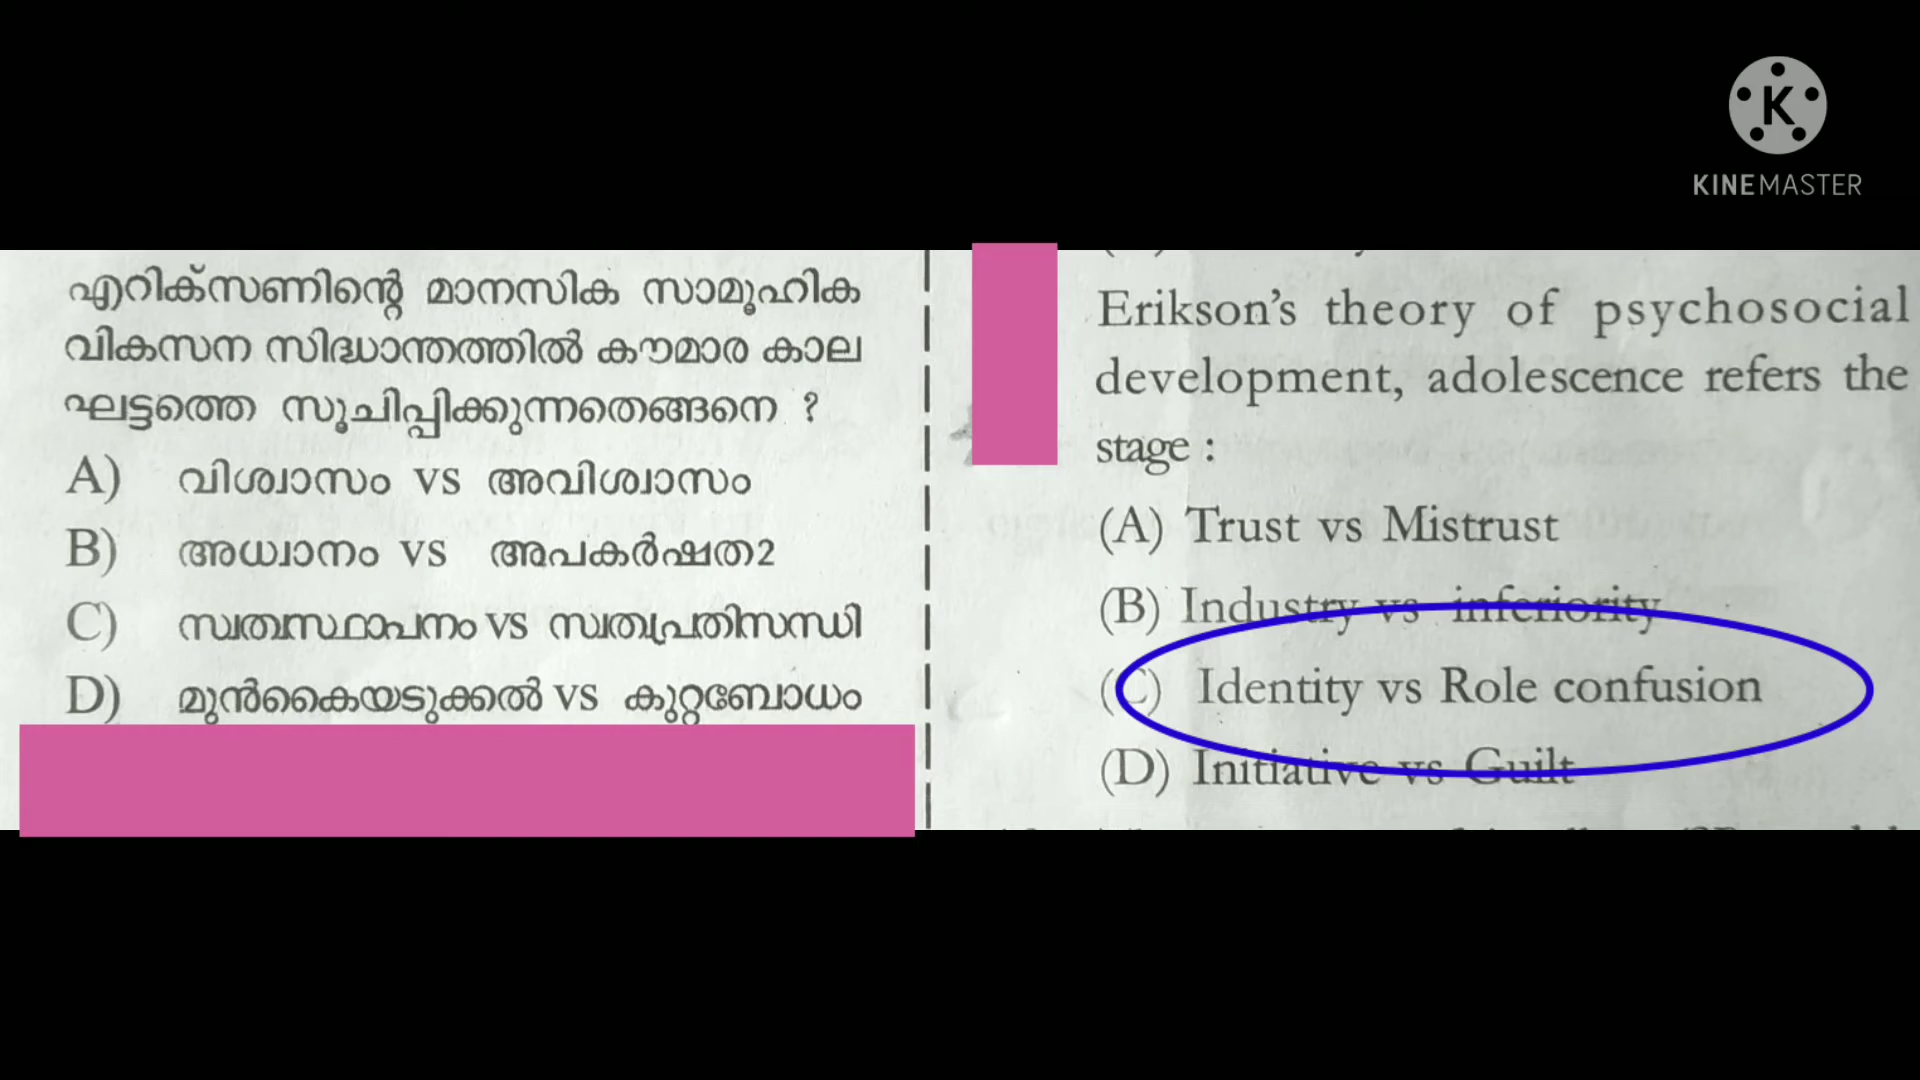 K
KINEMASTER
എറിക്സണിന്റെ മാനസിക സാമൂഹിക
വികസന സിദ്ധാന്തത്തിൽ കൗമാര കാല
ഘട്ടത്തെ സൂചിപ്പിക്കുന്നതെങ്ങനെ ?
A) വിശ്വാസം vs അവിശ്വാസം
B) അധ്വാനം vs അപകർഷത2
C) സ്വത്വസ്ഥാപനം vs സ്വത്വപ്രതിസന്ധി
D) മുൻകൈയടുക്കൽ vs കുറ്റബോധം
Erikson's theory of psychosocial
development, adolescence refers the
stage :
(A) Trust vs Mistrust
(B) Industry vs inferiority
(C) Identity vs Role confusion
(D) Initiative vs Guilt